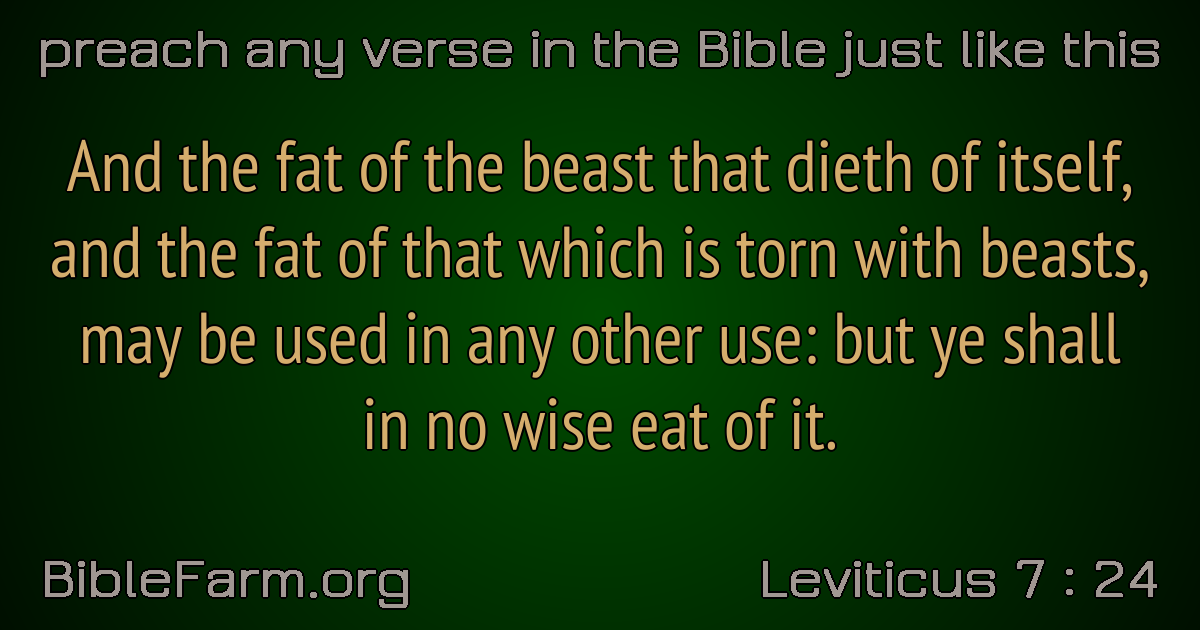 preach any verse in the Bible just like this
And the fat of the beast that dieth of itself,
and the fat of that which is torn with beasts,
may be used in any other use: but ye shall
in no wise eat of it.
BibleFarm.org
Leviticus 7 : 24